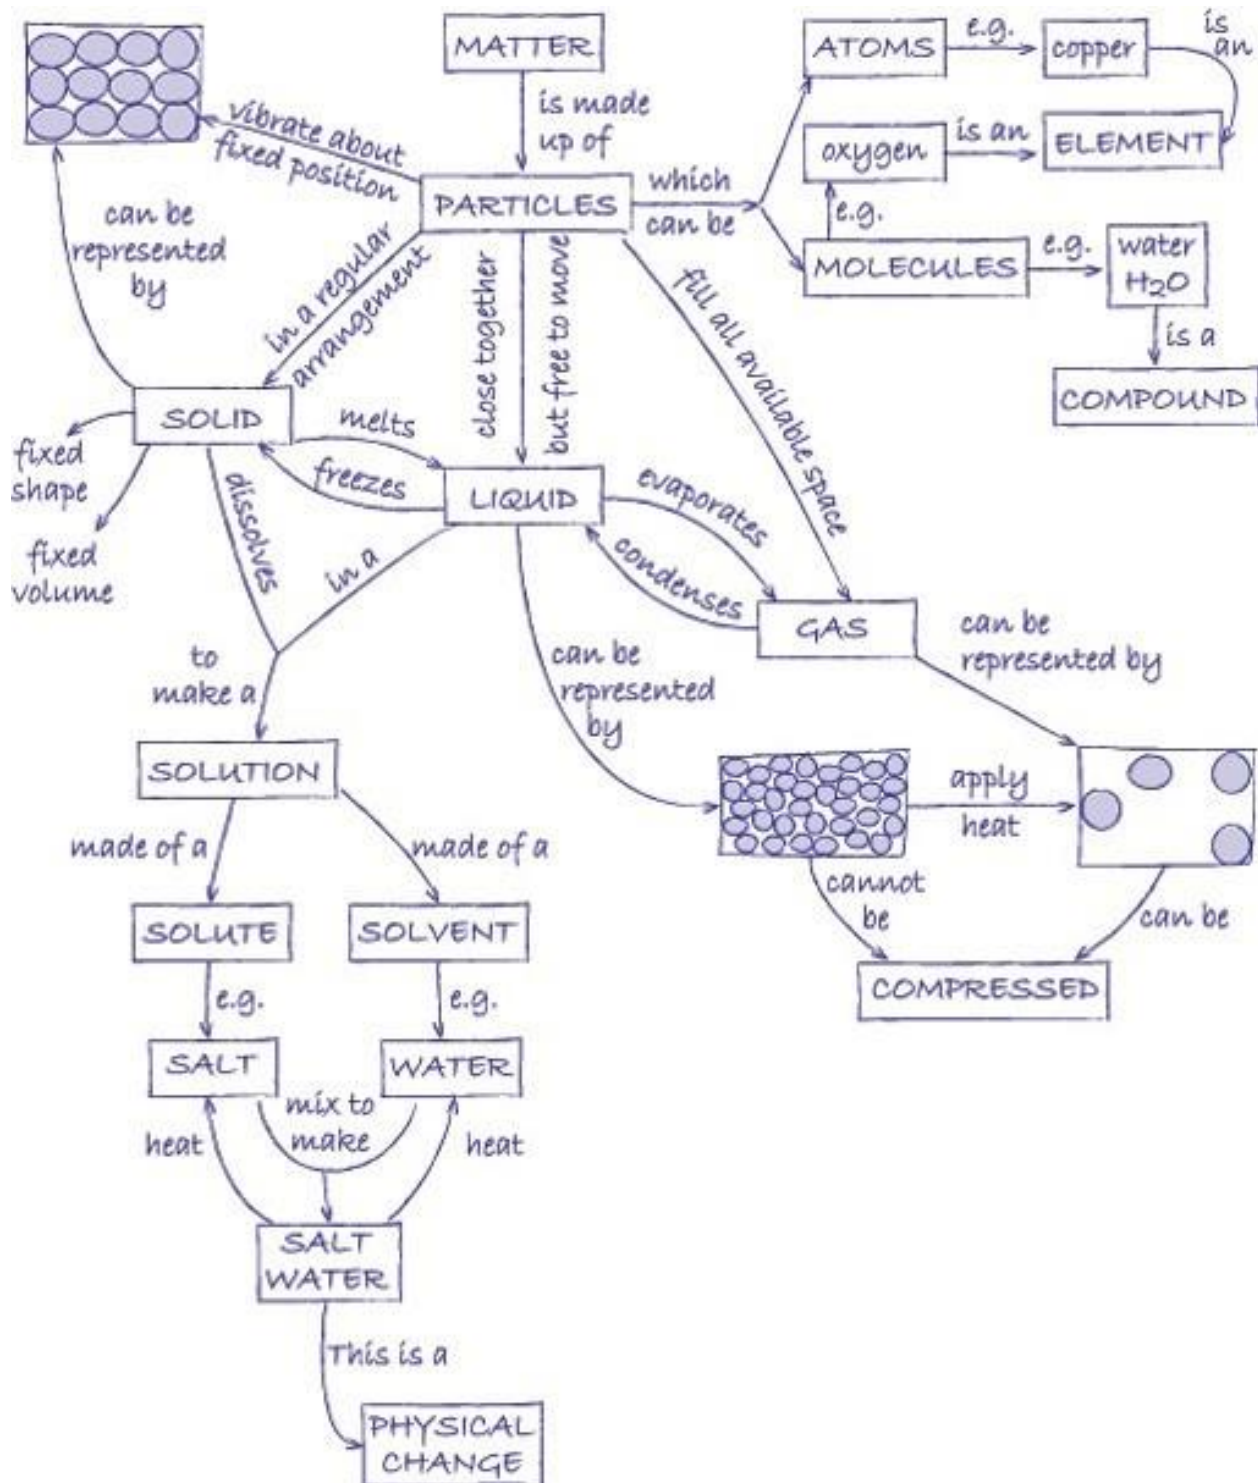 MATTER
is made
up of
PARTICLES
which
can be
ATOMS
e.g.
copper
is
an
ELEMENT
oxygen
is an
e.g.
MOLECULES
e.g.
water
H₂O
is a
COMPOUND
vibrate about
fixed position
can be
represented
by
in a regular
arrangement
close together
but free to move
fill all available space
SOLID
fixed
shape
fixed
volume
melts
freezes
LIQUID
evaporates
condenses
GAS
dissolves
in a
to
make a
can be
represented
by
can be
represented by
apply
heat
cannot
be
can be
COMPRESSED
SOLUTION
made of a
made of a
SOLUTE
SOLVENT
e.g.
e.g.
SALT
WATER
mix to
make
heat
heat
SALT
WATER
This is a
PHYSICAL
CHANGE